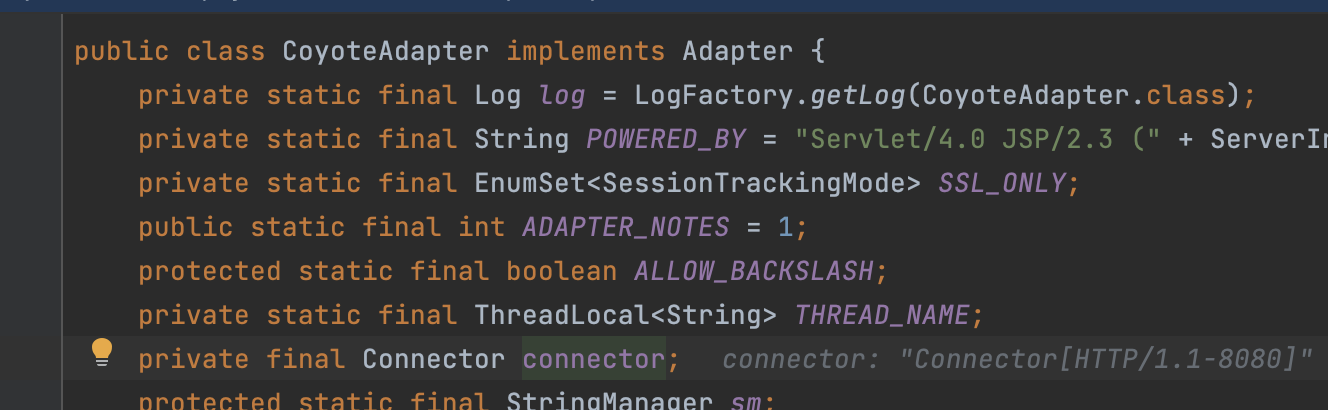 public class CoyoteAdapter implements Adapter {
private static final Log log = LogFactory.getLog(CoyoteAdapter.class);
private static final String POWERED_BY = "Servlet/4.0 JSP/2.3 (" + ServerIn
private static final EnumSet<SessionTrackingMode> SSL_ONLY;
public static final int ADAPTER_NOTES = 1;
protected static final boolean ALLOW_BACKSLASH;
private static final ThreadLocal<String> THREAD_NAME;
private final Connector connector; connector: "Connector[HTTP/1.1-8080]"
protected static final StringManager sm;